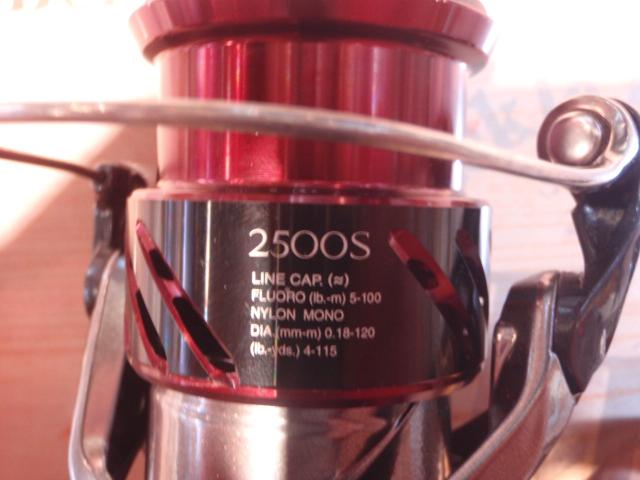 2500S
LINE CAP. (≈)
FLUORO (lb.-m) 5-100
NYLON MONO
DIA.(mm-m) 0.18-120
(lb.-yds.) 4-115